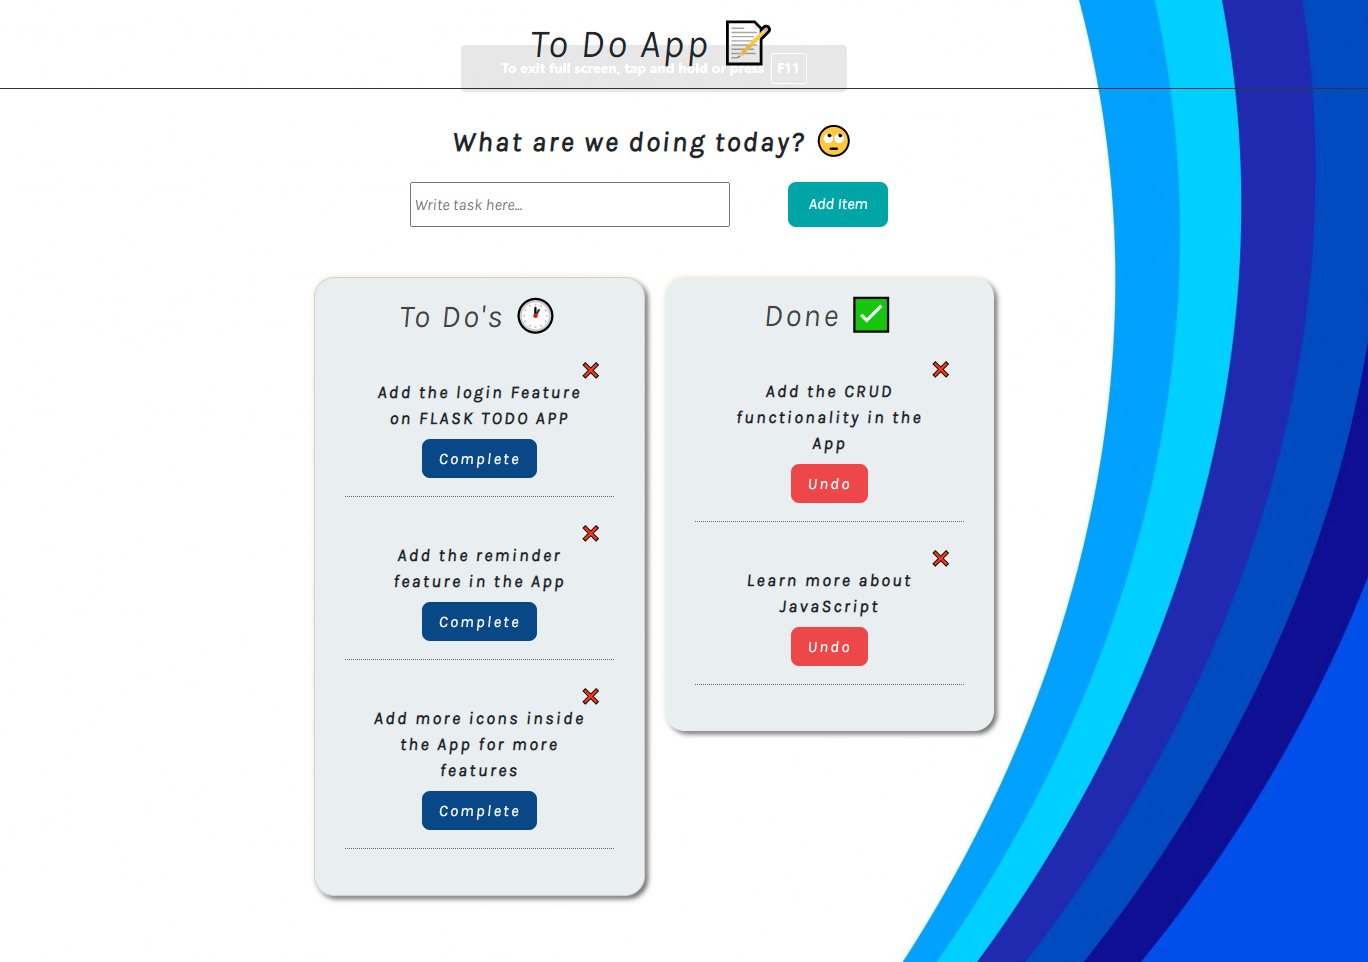 To Do App
To exit full screen, tap and hold or press F11
What are we doing today?
Write task here...
Add Item
To Do's
Add the login Feature
on FLASK TODO APP
Complete
Add the reminder
feature in the App
Complete
Add more icons inside
the App for more
features
Complete
Done
Add the CRUD
functionality in the
App
Undo
Learn more about
JavaScript
Undo